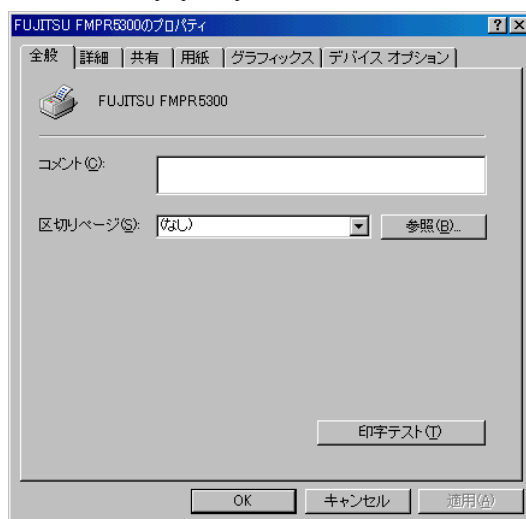 FUJITSU FMPR5300のプロパティ
全般 詳細 共有 用紙 グラフィックス デバイス オプション
FUJITSU FMPR5300
コメント(C):
区切りページ(S): (なし) 参照(B)...
印字テスト(T)
OK キャンセル 適用(A)